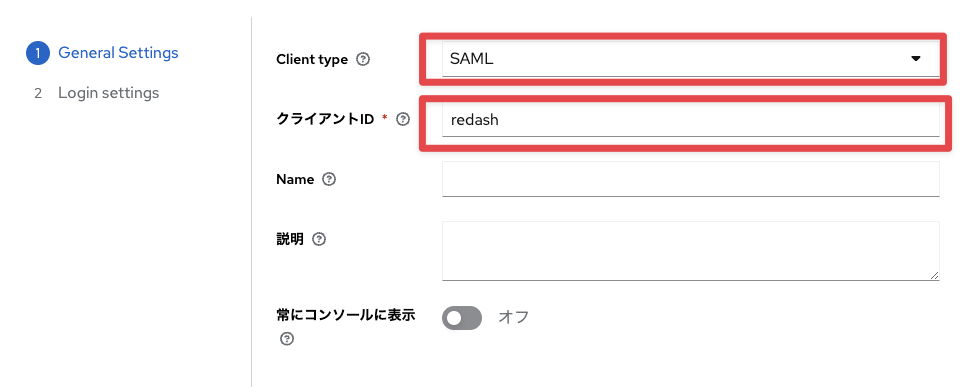 1 General Settings
2 Login settings
Client type
SAML
クライアントID *
redash
Name
説明
常にコンソールに表示
オフ